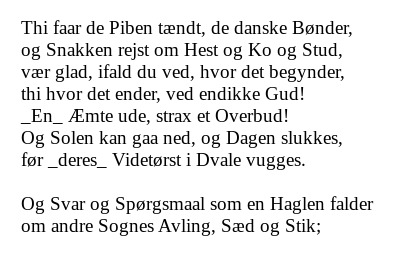 Thi faar de Piben tændt, de danske Bønder,
og Snakken rejst om Hest og Ko og Stud,
vær glad, ifald du ved, hvor det begynder,
thi hvor det ender, ved endikke Gud!
_En_ Æmte ude, strax et Overbud!
Og Solen kan gaa ned, og Dagen slukkes,
før _deres_ Videtørst i Dvale vugges.

Og Svar og Spørgsmaal som en Haglen falder
om andre Sognes Avling, Sæd og Stik;